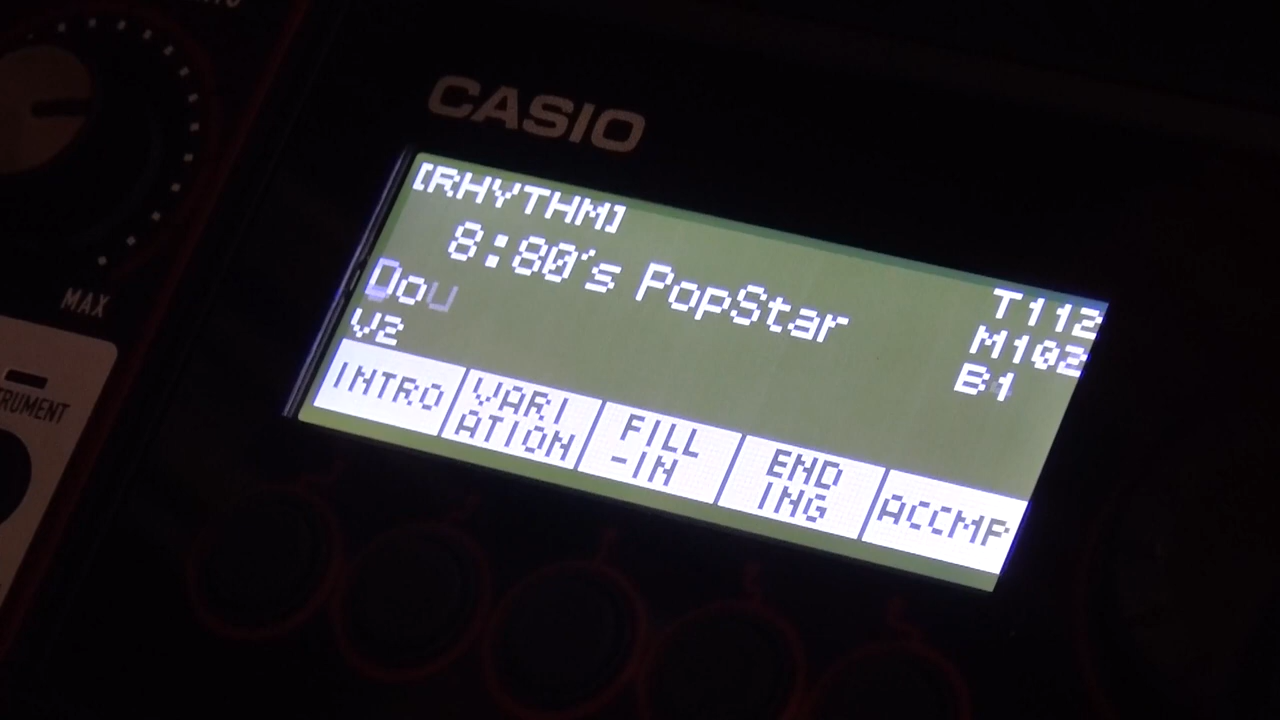 CASIO
[RHYTHM]
8:80's PopStar
T112
M102
B1
V2
INTRO
VARI
ATION
FILL
-IN
END
ING
ACCMP
MAX